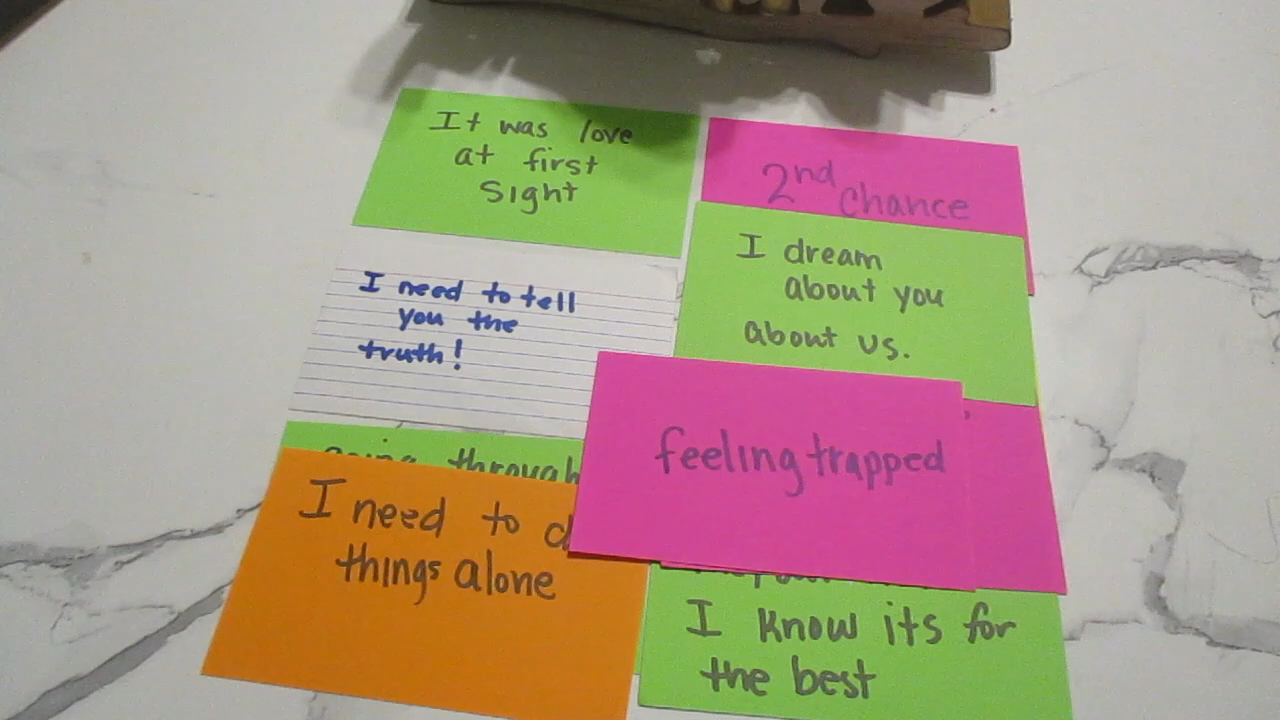 It was love
at first
sight
2nd chance
I need to tell
you the
truth!
I dream
about you
about us.
through
feeling trapped
I need to
things alone
I know its for
the best